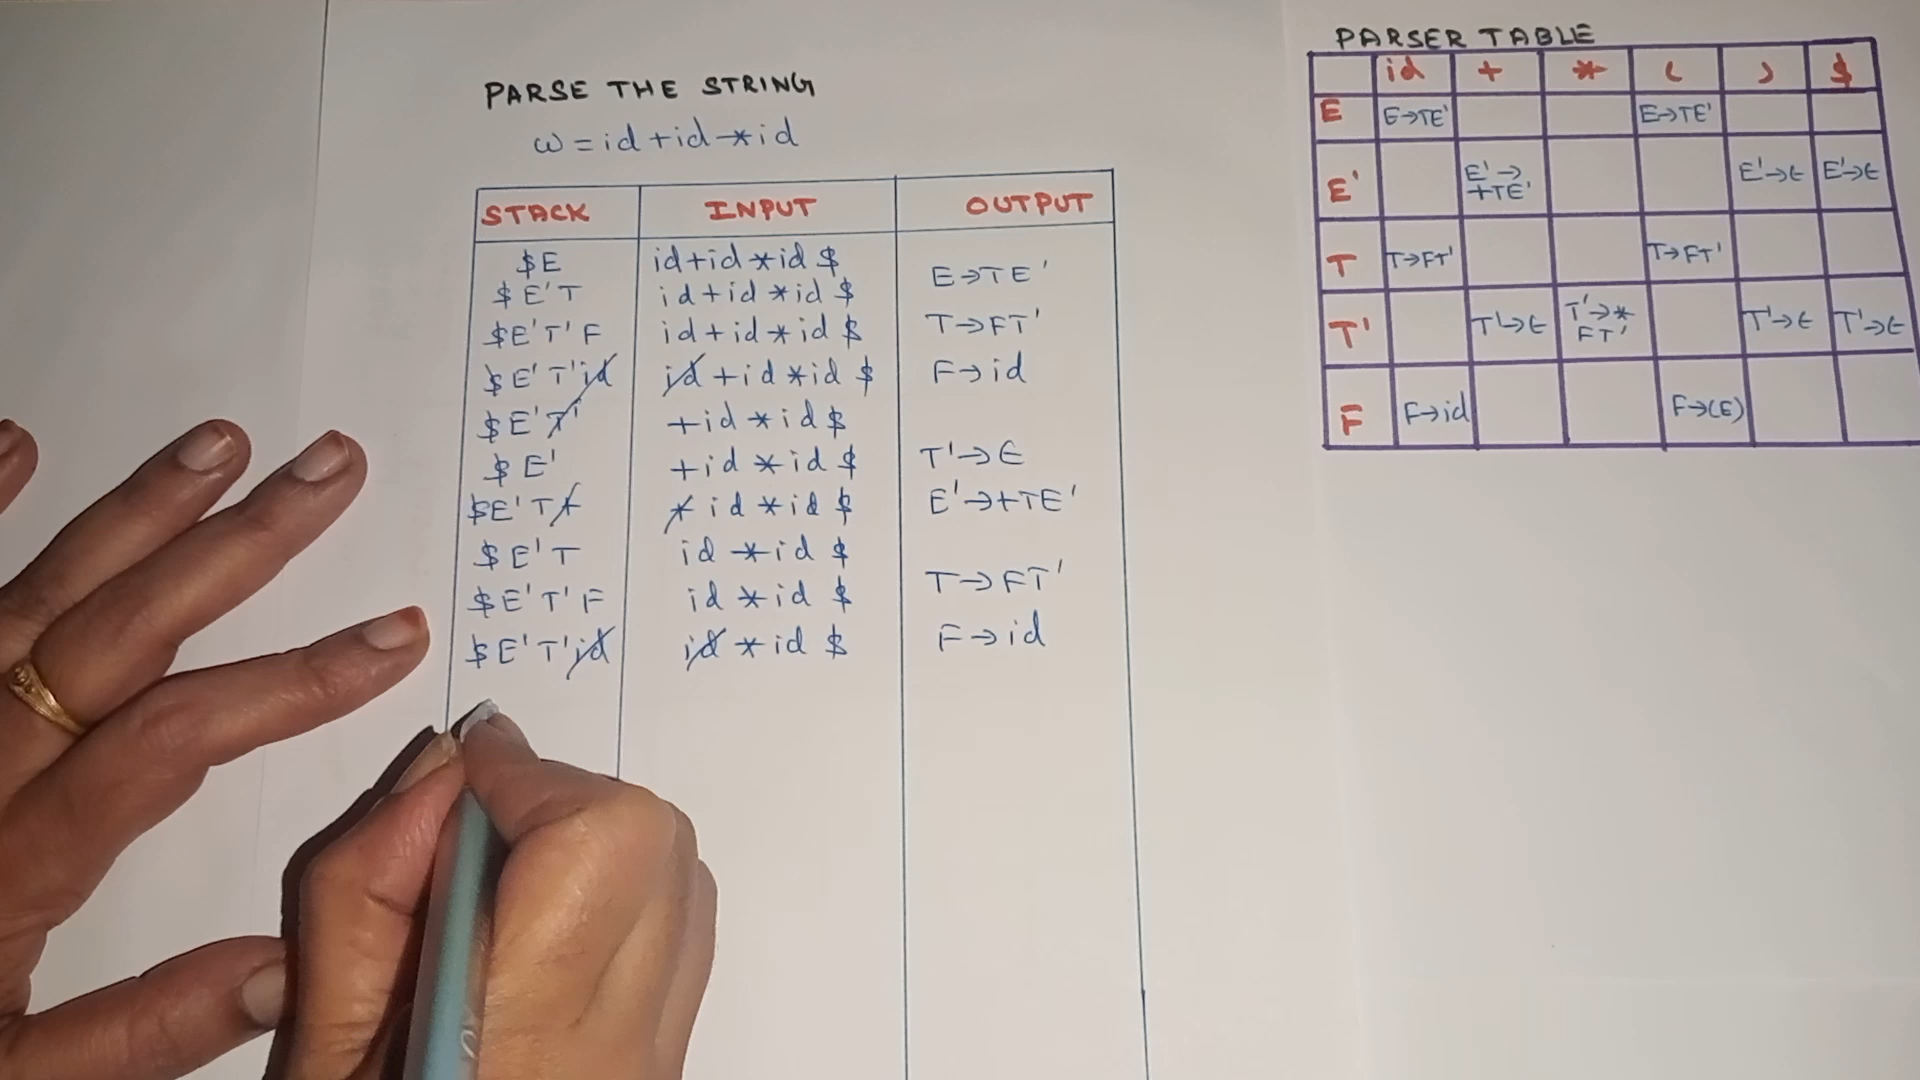 PARSE THE STRING
w = id + id * id
STACK INPUT OUTPUT
$E id+id*id $
E→TE'
$E'T id+id*id $
$E'T'F id+id*id $ T→FT'
$E'T'id id+id*id $ F→id
$E'T' +id*id$
$E' +id*id$ T'→ε
$E'T+ + id*id $ E'→+TE'
$E'T id*id $
T→FT'
$E'T'F id*id $
$E'T'id id*id $ F→id
PARSER TABLE
id + * ( ) $
E E→TE' E→TE'
E' E'→ +TE' E'→ε E'→ε
T T→FT' T→FT'
T' T'→ε T'→* FT' T'→ε T'→ε
F F→id F→(E)